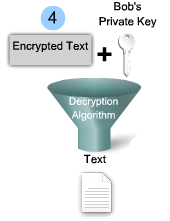 4
Bob's
Private Key
Encrypted Text
+
Decryption
Algorithm
Text